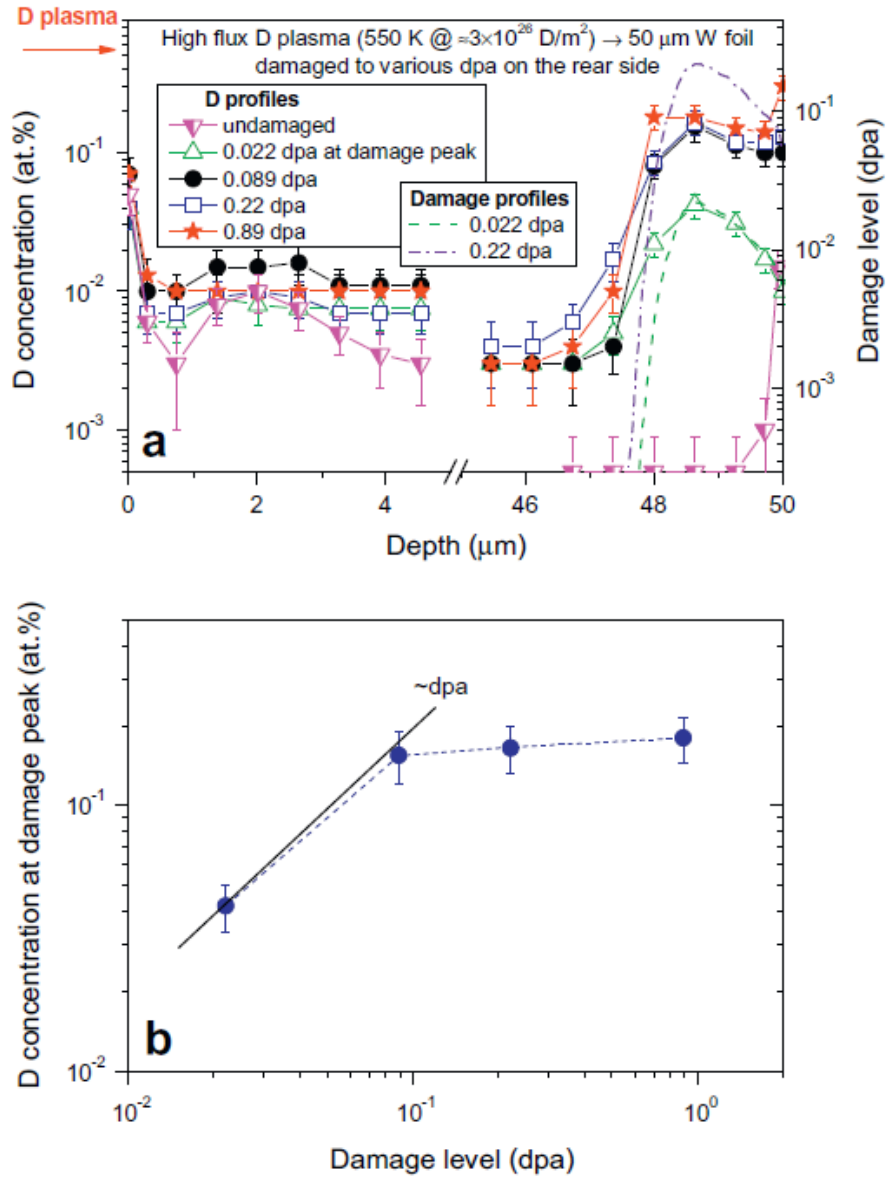 D plasma
High flux D plasma (550 K @ ≈3×10²⁶ D/m²) → 50 μm W foil
damaged to various dpa on the rear side
D profiles
undamaged
0.022 dpa at damage peak
0.089 dpa
0.22 dpa
0.89 dpa
Damage profiles
0.022 dpa
0.22 dpa
D concentration (at.%)
10⁻¹
10⁻²
10⁻³
Damage level (dpa)
10⁻¹
10⁻²
10⁻³
a
0 2 4 46 48 50
Depth (μm)
D concentration at damage peak (at.%)
~dpa
10⁻¹
10⁻²
b
10⁻² 10⁻¹ 10⁰
Damage level (dpa)